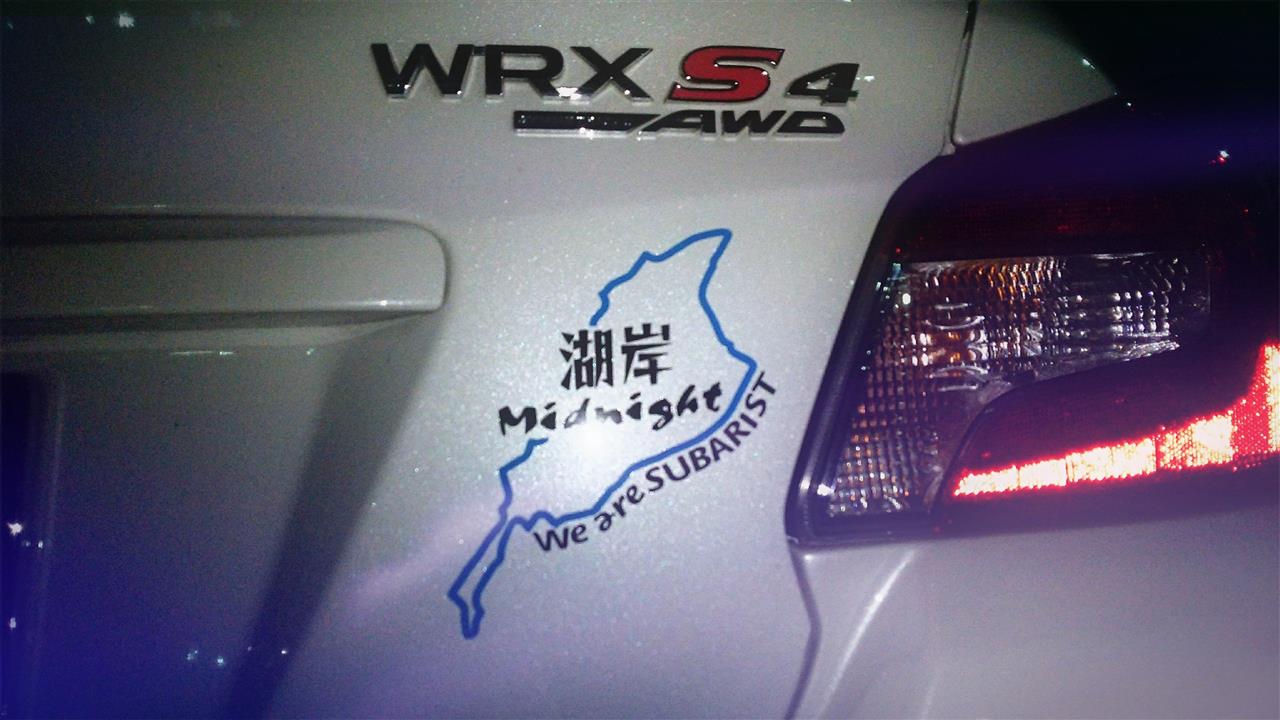 WRX S4
AWD
湖岸
Midnight
We are SUBARIST